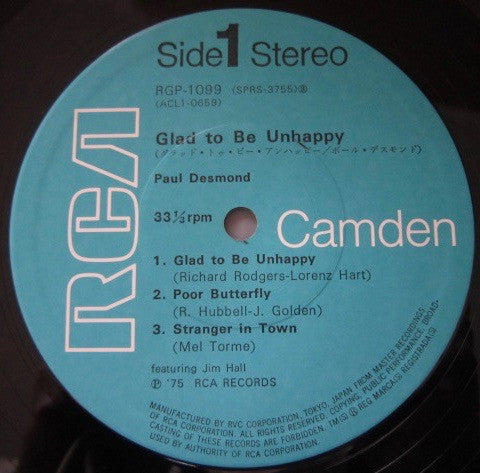 Side 1 Stereo
RGP-1099 (SPRS-3755)Ⓡ
(ACL1-0659)
Glad to Be Unhappy
(グラッド・トゥ・ビー・アンハッピー/ポール・デスモンド)
Paul Desmond
33⅓rpm
RCA
Camden
1. Glad to Be Unhappy
(Richard Rodgers-Lorenz Hart)
2. Poor Butterfly
(R. Hubbell-J. Golden)
3. Stranger in Town
(Mel Torme)
featuring Jim Hall
Ⓟ '75 RCA RECORDS
MANUFACTURED BY RVC CORPORATION, TOKYO, JAPAN FROM MASTER RECORDINGS
OF RCA CORPORATION. ALL RIGHTS RESERVED. COPYING, PUBLIC PERFORMANCE, BROAD-
CASTING OF THESE RECORDS ARE FORBIDDEN. TM(S) Ⓡ REG MARCA(S) REGISTRADA(S)
USED BY AUTHORITY OF RCA CORPORATION